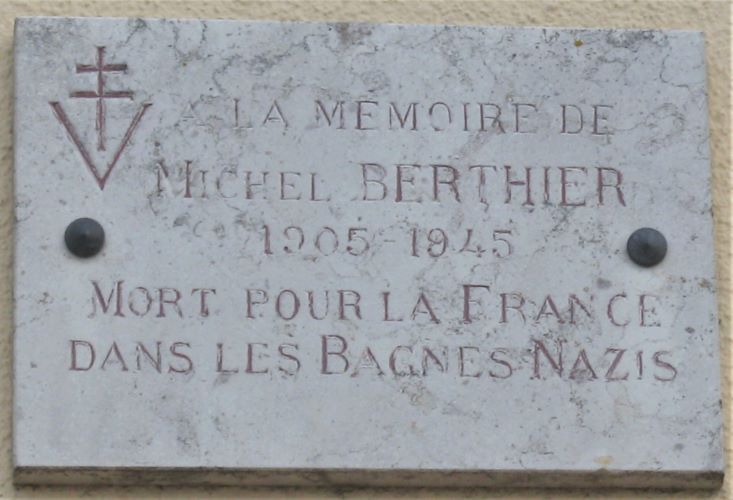 A LA MEMOIRE DE
MICHEL BERTHIER
1905 - 1945
MORT POUR LA FRANCE
DANS LES BAGNES NAZIS